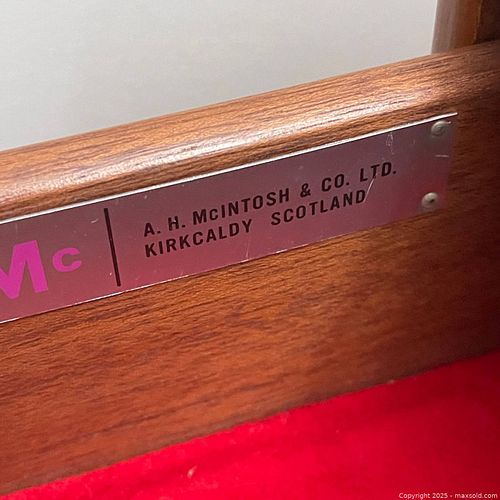 Mc
A. H. McINTOSH & CO. LTD.
KIRKCALDY SCOTLAND
Copyright © 2025 - maxsold.com